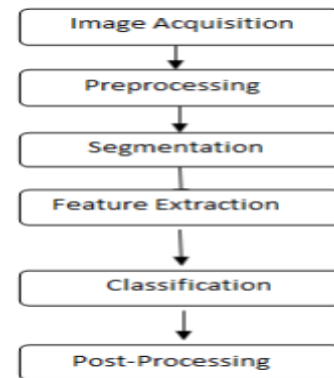 Image Acquisition
Preprocessing
Segmentation
Feature Extraction
Classification
Post-Processing